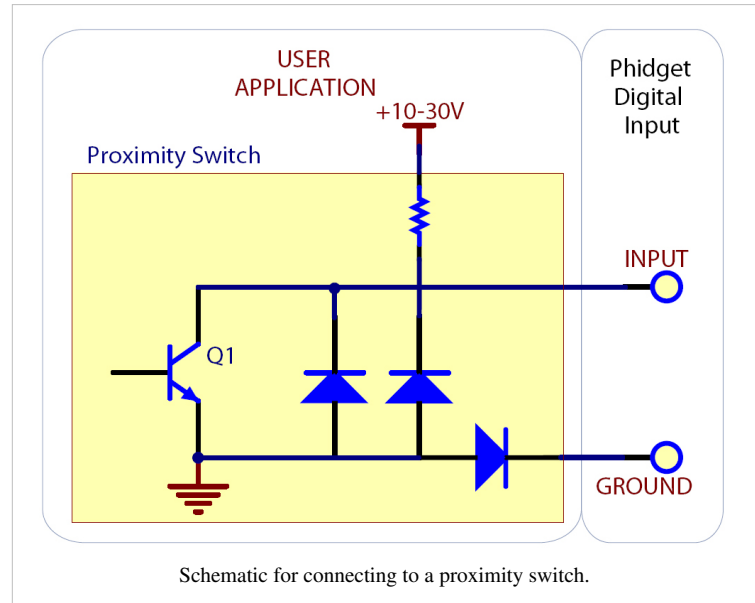 USER
APPLICATION
+10-30V
Phidget
Digital
Input
Proximity Switch
INPUT
Q1
GROUND
Schematic for connecting to a proximity switch.